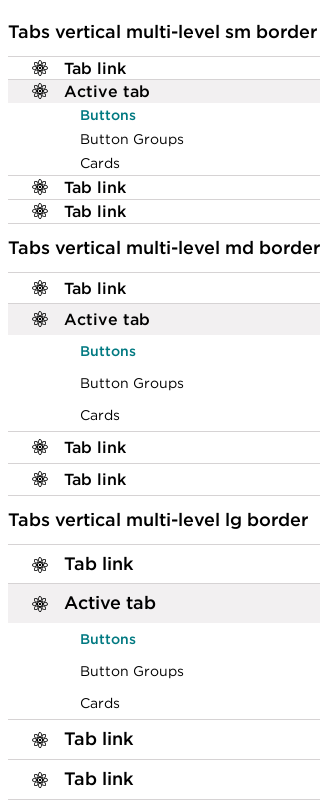 Tabs vertical multi-level sm border
Tab link
Active tab
Buttons
Button Groups
Cards
Tab link
Tab link
Tabs vertical multi-level md border
Tab link
Active tab
Buttons
Button Groups
Cards
Tab link
Tab link
Tabs vertical multi-level lg border
Tab link
Active tab
Buttons
Button Groups
Cards
Tab link
Tab link